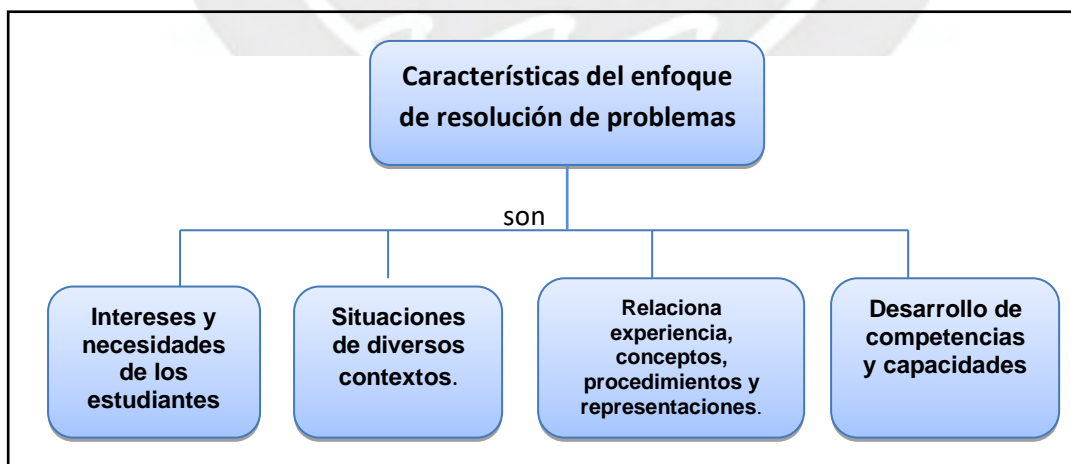 Características del enfoque
de resolución de problemas
son
Intereses y
necesidades
de los
estudiantes
Situaciones
de diversos
contextos.
Relaciona
experiencia,
conceptos,
procedimientos y
representaciones.
Desarrollo de
competencias
y capacidades